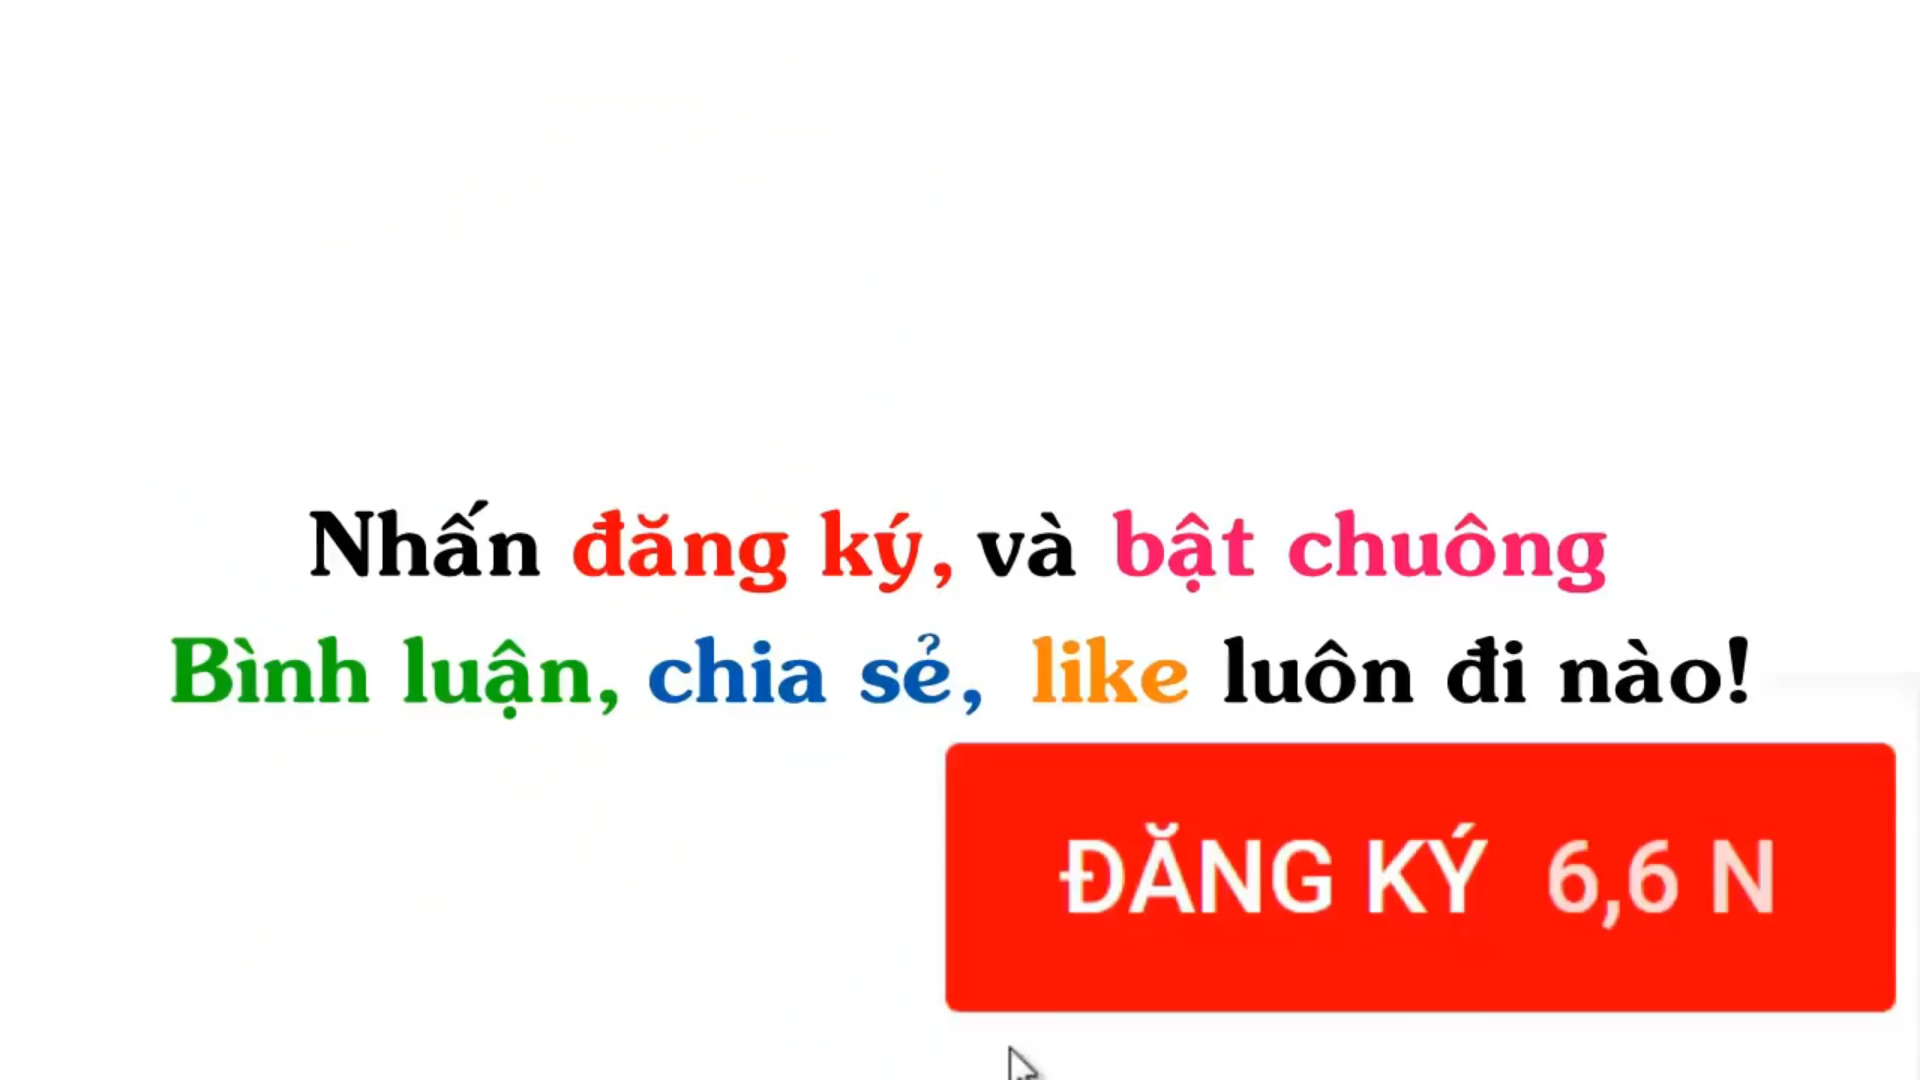 Nhấn đăng ký, và bật chuông
Bình luận, chia sẻ, like luôn đi nào!
ĐĂNG KÝ 6,6 N